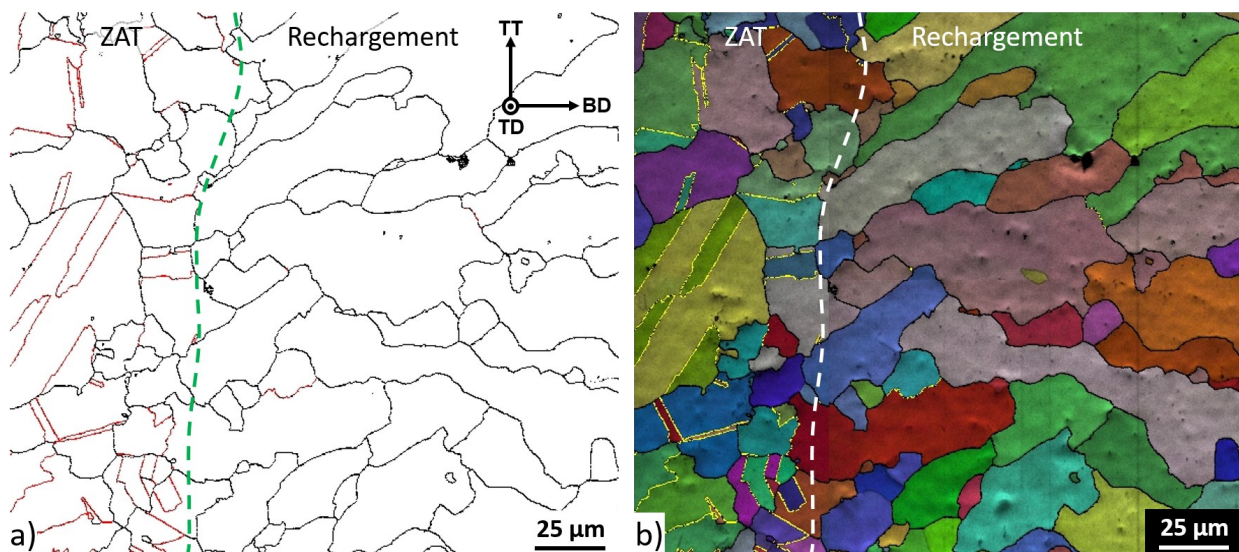 ZAT
Rechargement
TT
BD
TD
a)
25 µm
ZAT
Rechargement
b)
25 µm